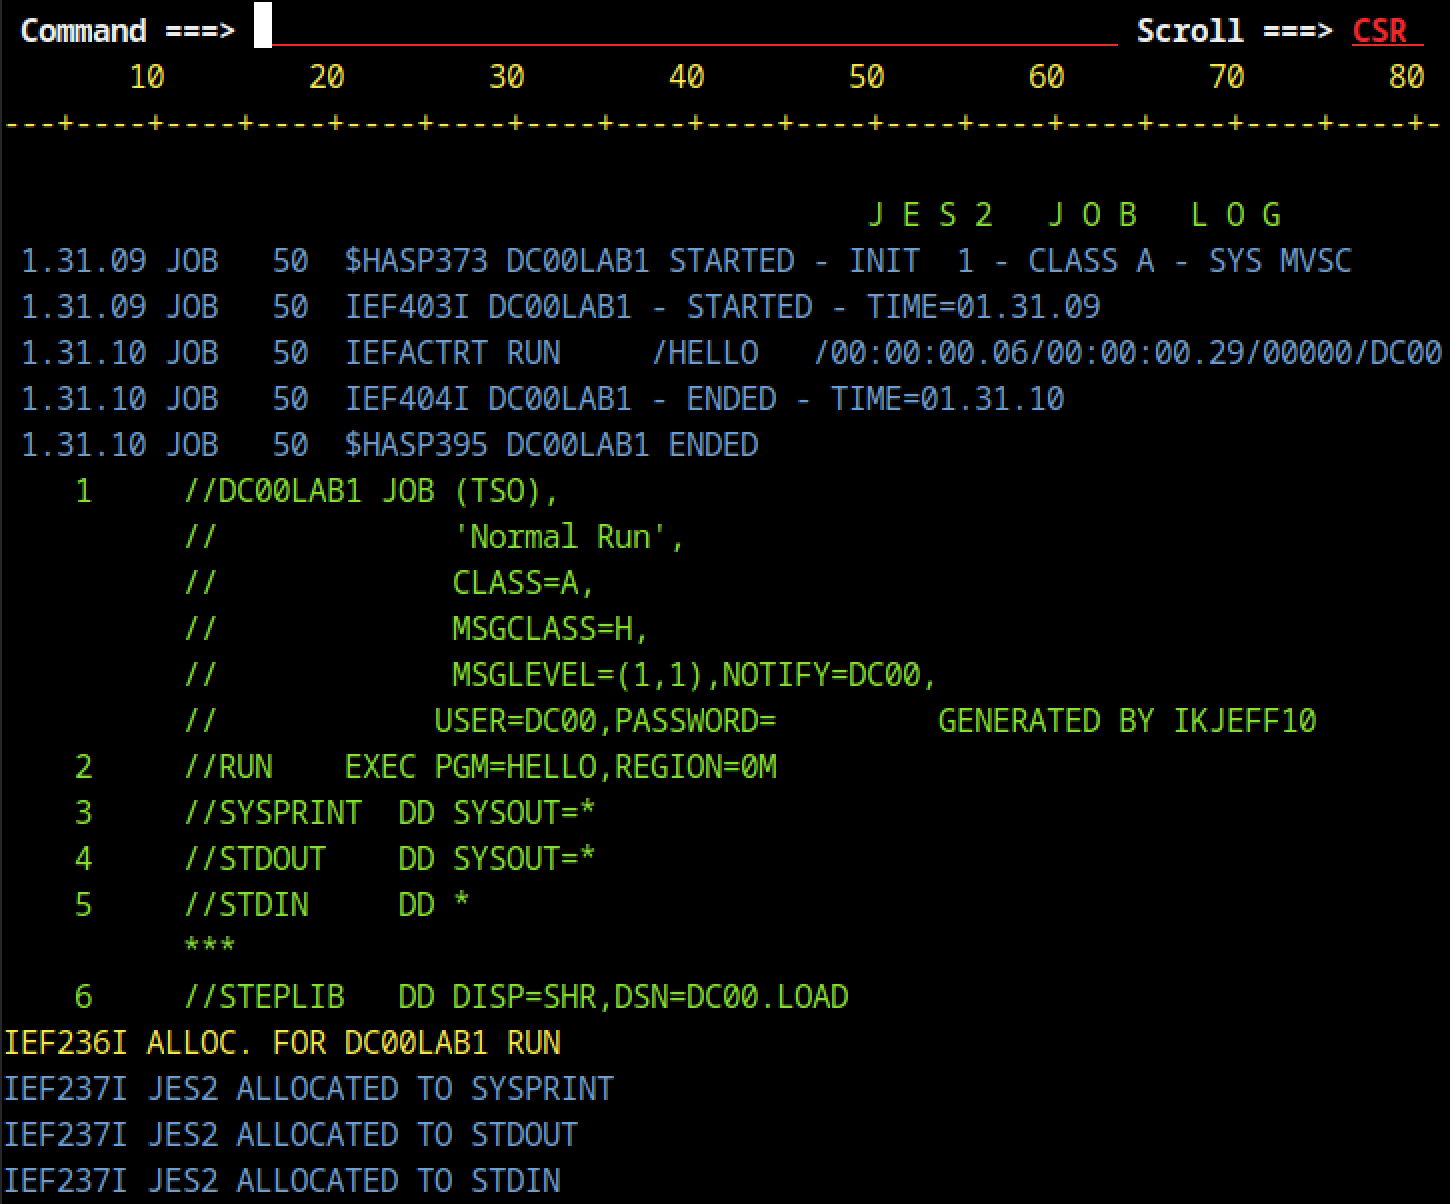 Command ===>                                                  Scroll ===> CSR
       10        20        30        40        50        60        70        80
---+----+----+----+----+----+----+----+----+----+----+----+----+----+----+----+-
                                                J E S 2   J O B   L O G
 1.31.09 JOB   50  $HASP373 DC00LAB1 STARTED - INIT  1 - CLASS A - SYS MVSC
 1.31.09 JOB   50  IEF403I DC00LAB1 - STARTED - TIME=01.31.09
 1.31.10 JOB   50  IEFACTRT RUN     /HELLO   /00:00:00.06/00:00:00.29/00000/DC00
 1.31.10 JOB   50  IEF404I DC00LAB1 - ENDED - TIME=01.31.10
 1.31.10 JOB   50  $HASP395 DC00LAB1 ENDED
    1     //DC00LAB1 JOB (TSO),
          //             'Normal Run',
          //             CLASS=A,
          //             MSGCLASS=H,
          //             MSGLEVEL=(1,1),NOTIFY=DC00,
          //            USER=DC00,PASSWORD=         GENERATED BY IKJEFF10
    2     //RUN    EXEC PGM=HELLO,REGION=0M
    3     //SYSPRINT  DD SYSOUT=*
    4     //STDOUT    DD SYSOUT=*
    5     //STDIN     DD *
          ***
    6     //STEPLIB   DD DISP=SHR,DSN=DC00.LOAD
IEF236I ALLOC. FOR DC00LAB1 RUN
IEF237I JES2 ALLOCATED TO SYSPRINT
IEF237I JES2 ALLOCATED TO STDOUT
IEF237I JES2 ALLOCATED TO STDIN